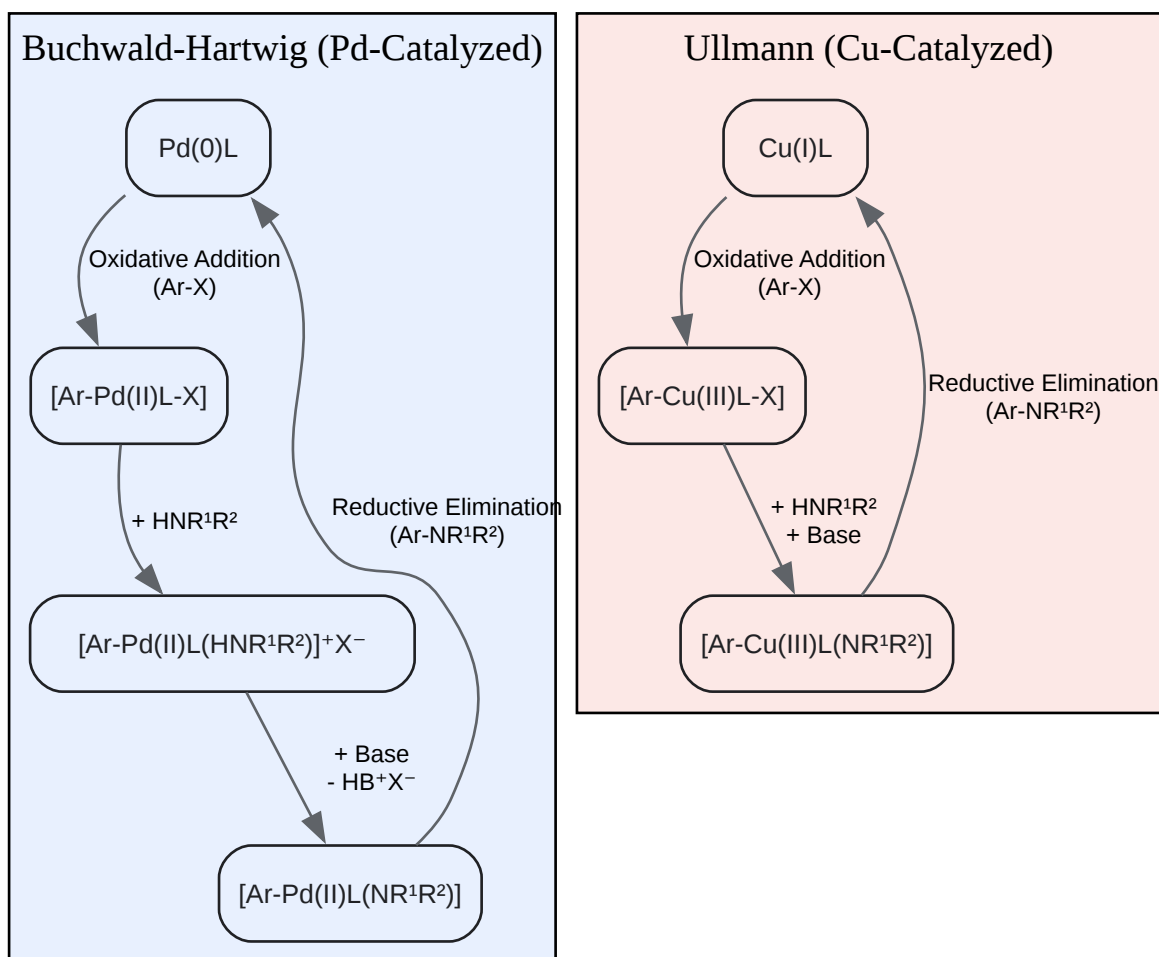 Buchwald-Hartwig (Pd-Catalyzed)
Pd(0)L
Oxidative Addition
(Ar-X)
[Ar-Pd(II)L-X]
+ HNR¹R²
Reductive Elimination
(Ar-NR¹R²)
[Ar-Pd(II)L(HNR¹R²)]⁺X⁻
+ Base
- HB⁺X⁻
[Ar-Pd(II)L(NR¹R²)]
Ullmann (Cu-Catalyzed)
Cu(I)L
Oxidative Addition
(Ar-X)
[Ar-Cu(III)L-X]
Reductive Elimination
(Ar-NR¹R²)
+ HNR¹R²
+ Base
[Ar-Cu(III)L(NR¹R²)]